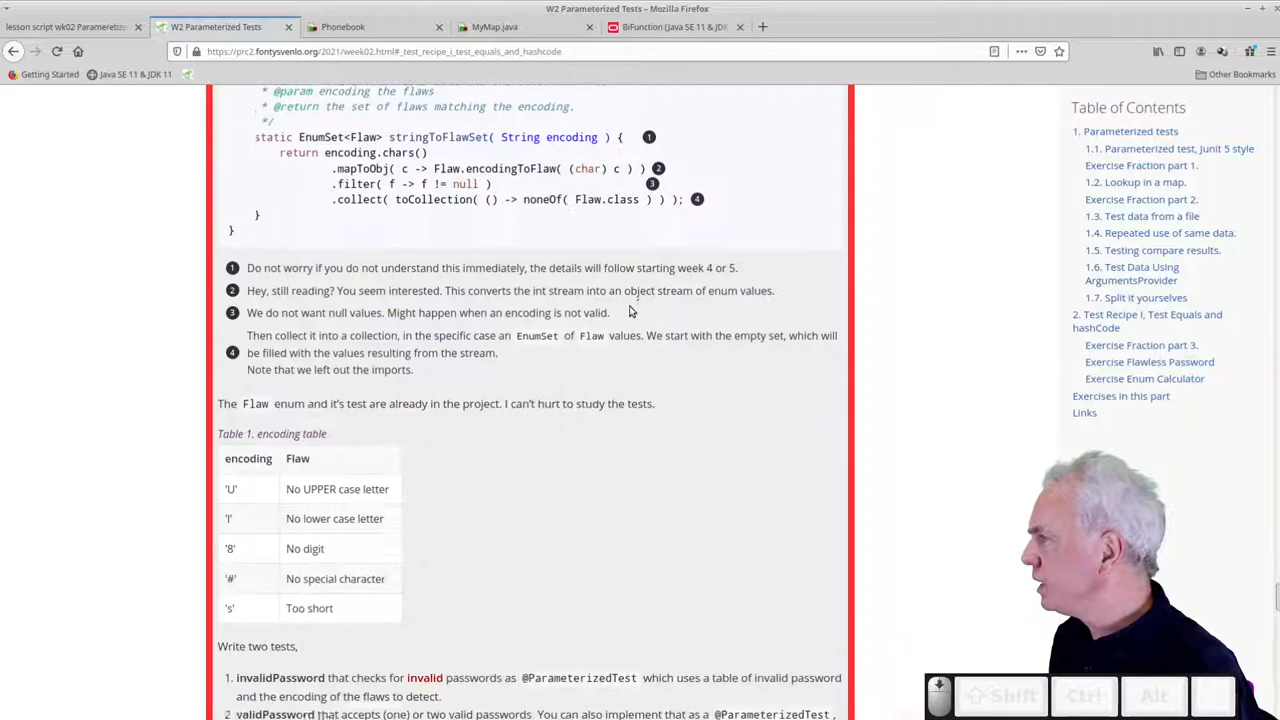 W2 Parameterized Tests - Mozilla Firefox
lesson script wk02 Parameretiz
W2 Parameterized Tests
Phonebook
MyMap.java
BiFunction (Java SE 11 & JDK
https://prc2.fontysvenlo.org/2021/week02.html#_test_recipe_i_test_equals_and_hashcode
Getting Started
Java SE 11 & JDK 11
Other Bookmarks
* @param encoding the flaws
* @return the set of flaws matching the encoding.
*/
static EnumSet<Flaw> stringToFlawSet( String encoding ) { 1
return encoding.chars()
.mapToObj( c -> Flaw.encodingToFlaw( (char) c ) ) 2
.filter( f -> f != null ) 3
.collect( toCollection( () -> noneOf( Flaw.class ) ) ); 4
}
}
1 Do not worry if you do not understand this immediately, the details will follow starting week 4 or 5.
2 Hey, still reading? You seem interested. This converts the int stream into an object stream of enum values.
3 We do not want null values. Might happen when an encoding is not valid.
Then collect it into a collection, in the specific case an EnumSet of Flaw values. We start with the empty set, which will
4 be filled with the values resulting from the stream.
Note that we left out the imports.
The Flaw enum and it's test are already in the project. I can't hurt to study the tests.
Table 1. encoding table
encoding Flaw
'U' No UPPER case letter
'l' No lower case letter
'8' No digit
'#' No special character
's' Too short
Write two tests,
1. invalidPassword that checks for invalid passwords as @ParameterizedTest which uses a table of invalid password
and the encoding of the flaws to detect.
2. validPassword that accepts (one) or two valid passwords. You can also implement that as a @ParameterizedTest,
Table of Contents
1. Parameterized tests
1.1. Parameterized test, Junit 5 style
Exercise Fraction part 1.
1.2. Lookup in a map.
Exercise Fraction part 2.
1.3. Test data from a file
1.4. Repeated use of same data.
1.5. Testing compare results.
1.6. Test Data Using
ArgumentsProvider
1.7. Split it yourselves
2. Test Recipe I, Test Equals and
hashCode
Exercise Fraction part 3.
Exercise Flawless Password
Exercise Enum Calculator
Exercises in this part
Links
Shift
Ctrl
Alt